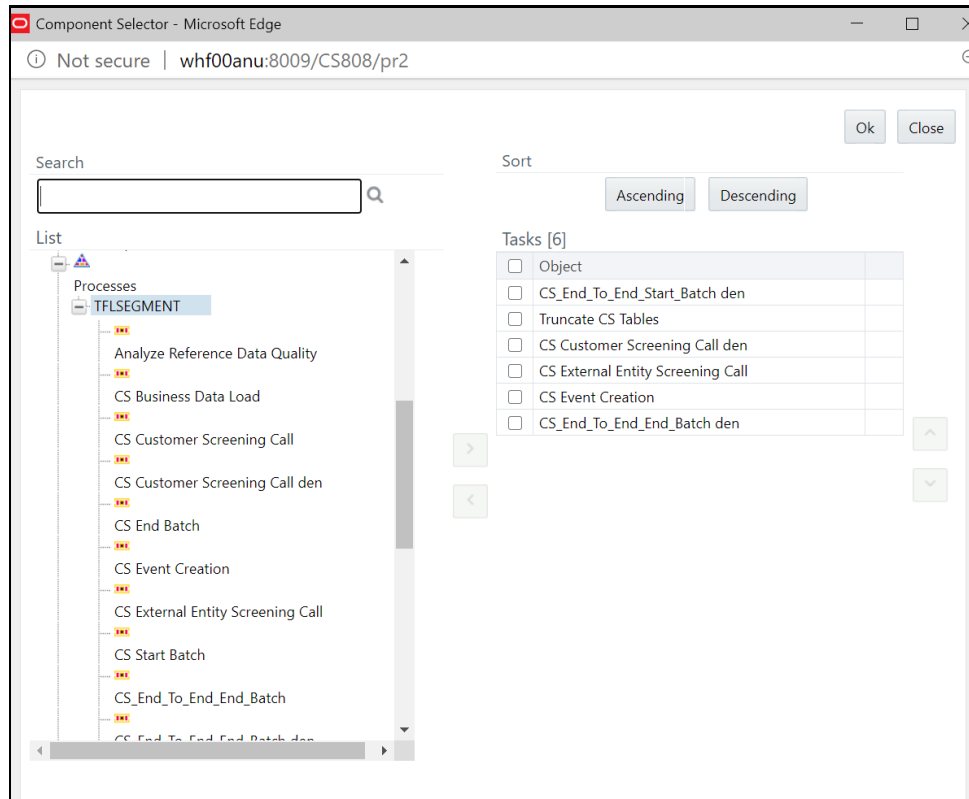 Component Selector - Microsoft Edge
Not secure | whf00anu:8009/CS808/pr2
Ok Close
Search
List
Processes
TFLSEGMENT
Analyze Reference Data Quality
CS Business Data Load
CS Customer Screening Call
CS Customer Screening Call den
CS End Batch
CS Event Creation
CS External Entity Screening Call
CS Start Batch
CS_End_To_End_End_Batch
CS_End_To_End_End_Batch den
Sort
Ascending Descending
Tasks [6]
Object
CS_End_To_End_Start_Batch den
Truncate CS Tables
CS Customer Screening Call den
CS External Entity Screening Call
CS Event Creation
CS_End_To_End_End_Batch den